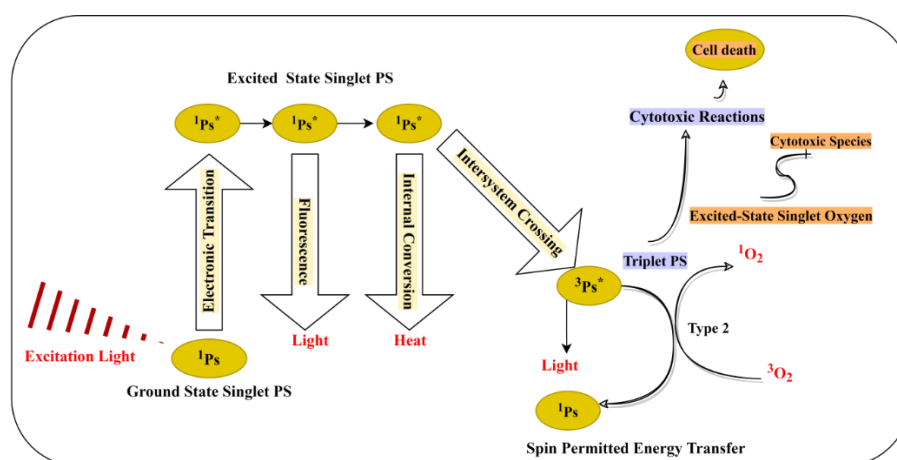 Cell death
Excited State Singlet PS
Cytotoxic Reactions
¹Ps*
¹Ps*
¹Ps*
Cytotoxic Species
Electronic Transition
Fluorescence
Internal Conversion
Intersystem Crossing
Excited-State Singlet Oxygen
Triplet PS
¹O₂
³Ps*
Light
Heat
Type 2
Excitation Light
¹Ps
Light
³O₂
Ground State Singlet PS
¹Ps
Spin Permitted Energy Transfer